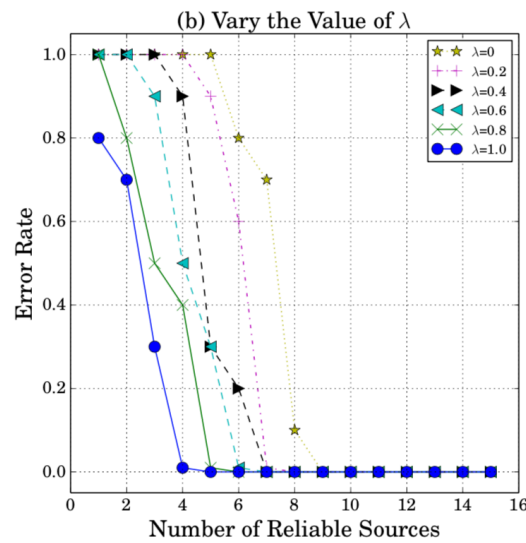 (b) Vary the Value of λ
λ=0
λ=0.2
λ=0.4
λ=0.6
λ=0.8
λ=1.0
Error Rate
1.0
0.8
0.6
0.4
0.2
0.0
0 2 4 6 8 10 12 14 16
Number of Reliable Sources